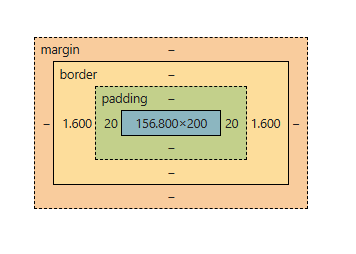 margin –
border –
padding –
– 1.600 20 156.800×200 20 1.600 –
–
–
–